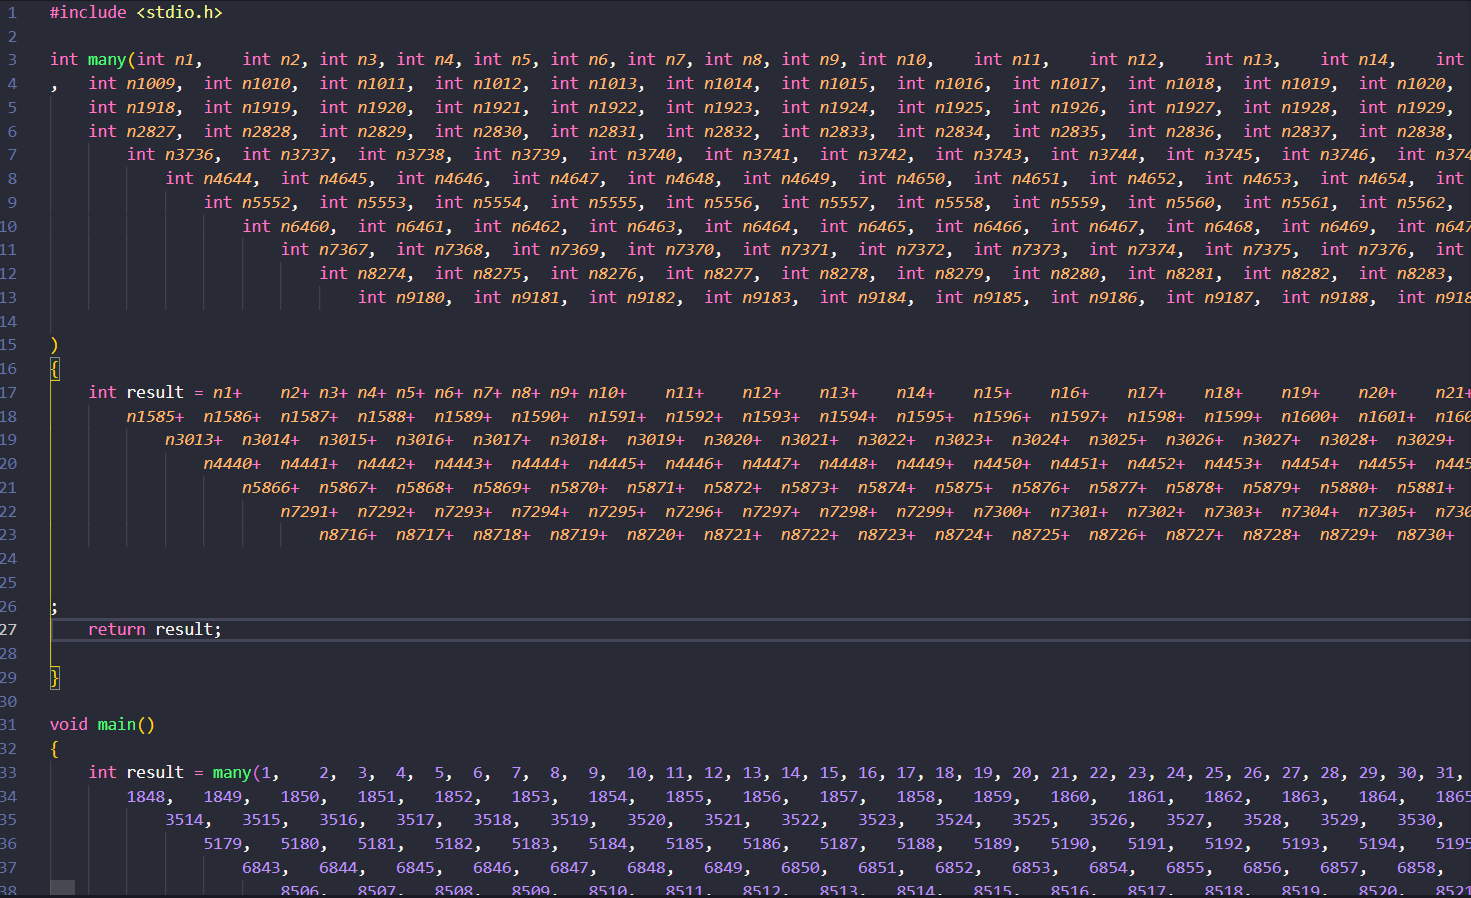 1 #include <stdio.h>
2
3 int many(int n1, int n2, int n3, int n4, int n5, int n6, int n7, int n8, int n9, int n10, int n11, int n12, int n13, int n14, int
4 , int n1009, int n1010, int n1011, int n1012, int n1013, int n1014, int n1015, int n1016, int n1017, int n1018, int n1019, int n1020,
5 int n1918, int n1919, int n1920, int n1921, int n1922, int n1923, int n1924, int n1925, int n1926, int n1927, int n1928, int n1929,
6 int n2827, int n2828, int n2829, int n2830, int n2831, int n2832, int n2833, int n2834, int n2835, int n2836, int n2837, int n2838,
7 int n3736, int n3737, int n3738, int n3739, int n3740, int n3741, int n3742, int n3743, int n3744, int n3745, int n3746, int n374
8 int n4644, int n4645, int n4646, int n4647, int n4648, int n4649, int n4650, int n4651, int n4652, int n4653, int n4654, int
9 int n5552, int n5553, int n5554, int n5555, int n5556, int n5557, int n5558, int n5559, int n5560, int n5561, int n5562,
10 int n6460, int n6461, int n6462, int n6463, int n6464, int n6465, int n6466, int n6467, int n6468, int n6469, int n647
11 int n7367, int n7368, int n7369, int n7370, int n7371, int n7372, int n7373, int n7374, int n7375, int n7376, int
12 int n8274, int n8275, int n8276, int n8277, int n8278, int n8279, int n8280, int n8281, int n8282, int n8283,
13 int n9180, int n9181, int n9182, int n9183, int n9184, int n9185, int n9186, int n9187, int n9188, int n918
14
15 )
16 {
17 int result = n1+ n2+ n3+ n4+ n5+ n6+ n7+ n8+ n9+ n10+ n11+ n12+ n13+ n14+ n15+ n16+ n17+ n18+ n19+ n20+ n21+
18 n1585+ n1586+ n1587+ n1588+ n1589+ n1590+ n1591+ n1592+ n1593+ n1594+ n1595+ n1596+ n1597+ n1598+ n1599+ n1600+ n1601+ n160
19 n3013+ n3014+ n3015+ n3016+ n3017+ n3018+ n3019+ n3020+ n3021+ n3022+ n3023+ n3024+ n3025+ n3026+ n3027+ n3028+ n3029+
20 n4440+ n4441+ n4442+ n4443+ n4444+ n4445+ n4446+ n4447+ n4448+ n4449+ n4450+ n4451+ n4452+ n4453+ n4454+ n4455+ n445
21 n5866+ n5867+ n5868+ n5869+ n5870+ n5871+ n5872+ n5873+ n5874+ n5875+ n5876+ n5877+ n5878+ n5879+ n5880+ n5881+
22 n7291+ n7292+ n7293+ n7294+ n7295+ n7296+ n7297+ n7298+ n7299+ n7300+ n7301+ n7302+ n7303+ n7304+ n7305+ n730
23 n8716+ n8717+ n8718+ n8719+ n8720+ n8721+ n8722+ n8723+ n8724+ n8725+ n8726+ n8727+ n8728+ n8729+ n8730+
24
25
26 ;
27 return result;
28
29 }
30
31 void main()
32 {
33 int result = many(1, 2, 3, 4, 5, 6, 7, 8, 9, 10, 11, 12, 13, 14, 15, 16, 17, 18, 19, 20, 21, 22, 23, 24, 25, 26, 27, 28, 29, 30, 31,
34 1848, 1849, 1850, 1851, 1852, 1853, 1854, 1855, 1856, 1857, 1858, 1859, 1860, 1861, 1862, 1863, 1864, 1865
35 3514, 3515, 3516, 3517, 3518, 3519, 3520, 3521, 3522, 3523, 3524, 3525, 3526, 3527, 3528, 3529, 3530,
36 5179, 5180, 5181, 5182, 5183, 5184, 5185, 5186, 5187, 5188, 5189, 5190, 5191, 5192, 5193, 5194, 5195
37 6843, 6844, 6845, 6846, 6847, 6848, 6849, 6850, 6851, 6852, 6853, 6854, 6855, 6856, 6857, 6858,
38 8506, 8507, 8508, 8509, 8510, 8511, 8512, 8513, 8514, 8515, 8516, 8517, 8518, 8519, 8520, 8521